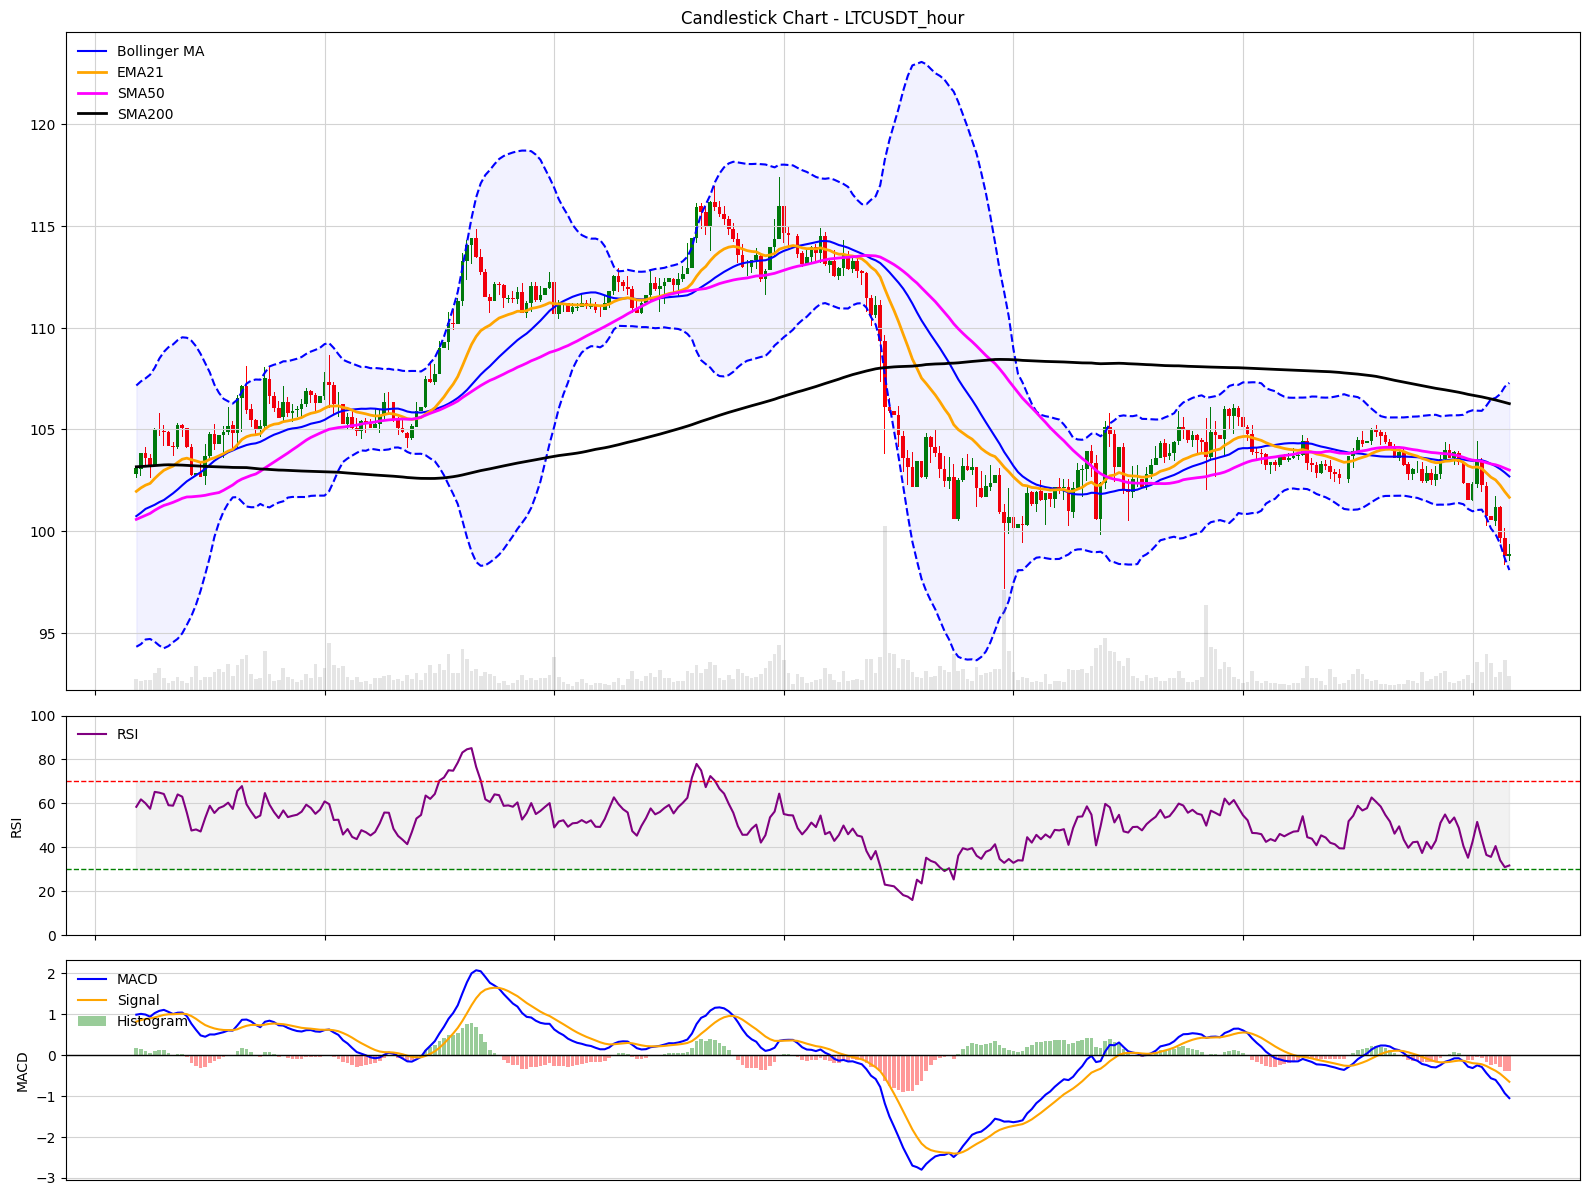 Candlestick Chart - LTCUSDT_hour
Bollinger MA
EMA21
SMA50
SMA200
120
115
110
105
100
95
RSI
100
80
60
40
20
0
RSI
MACD
Signal
Histogram
2
1
0
−1
−2
−3
MACD